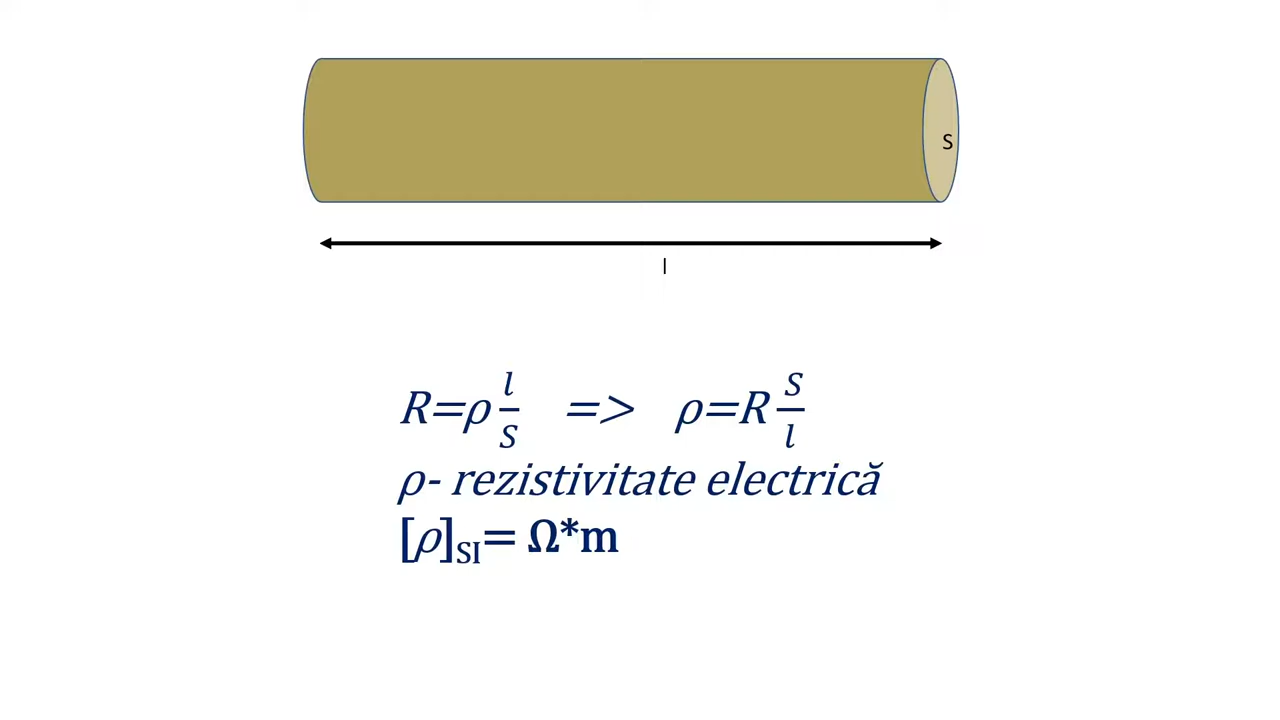 S
l
R=ρ l/S => ρ=R S/l
ρ- rezistivitate electrică
[ρ]SI= Ω*m